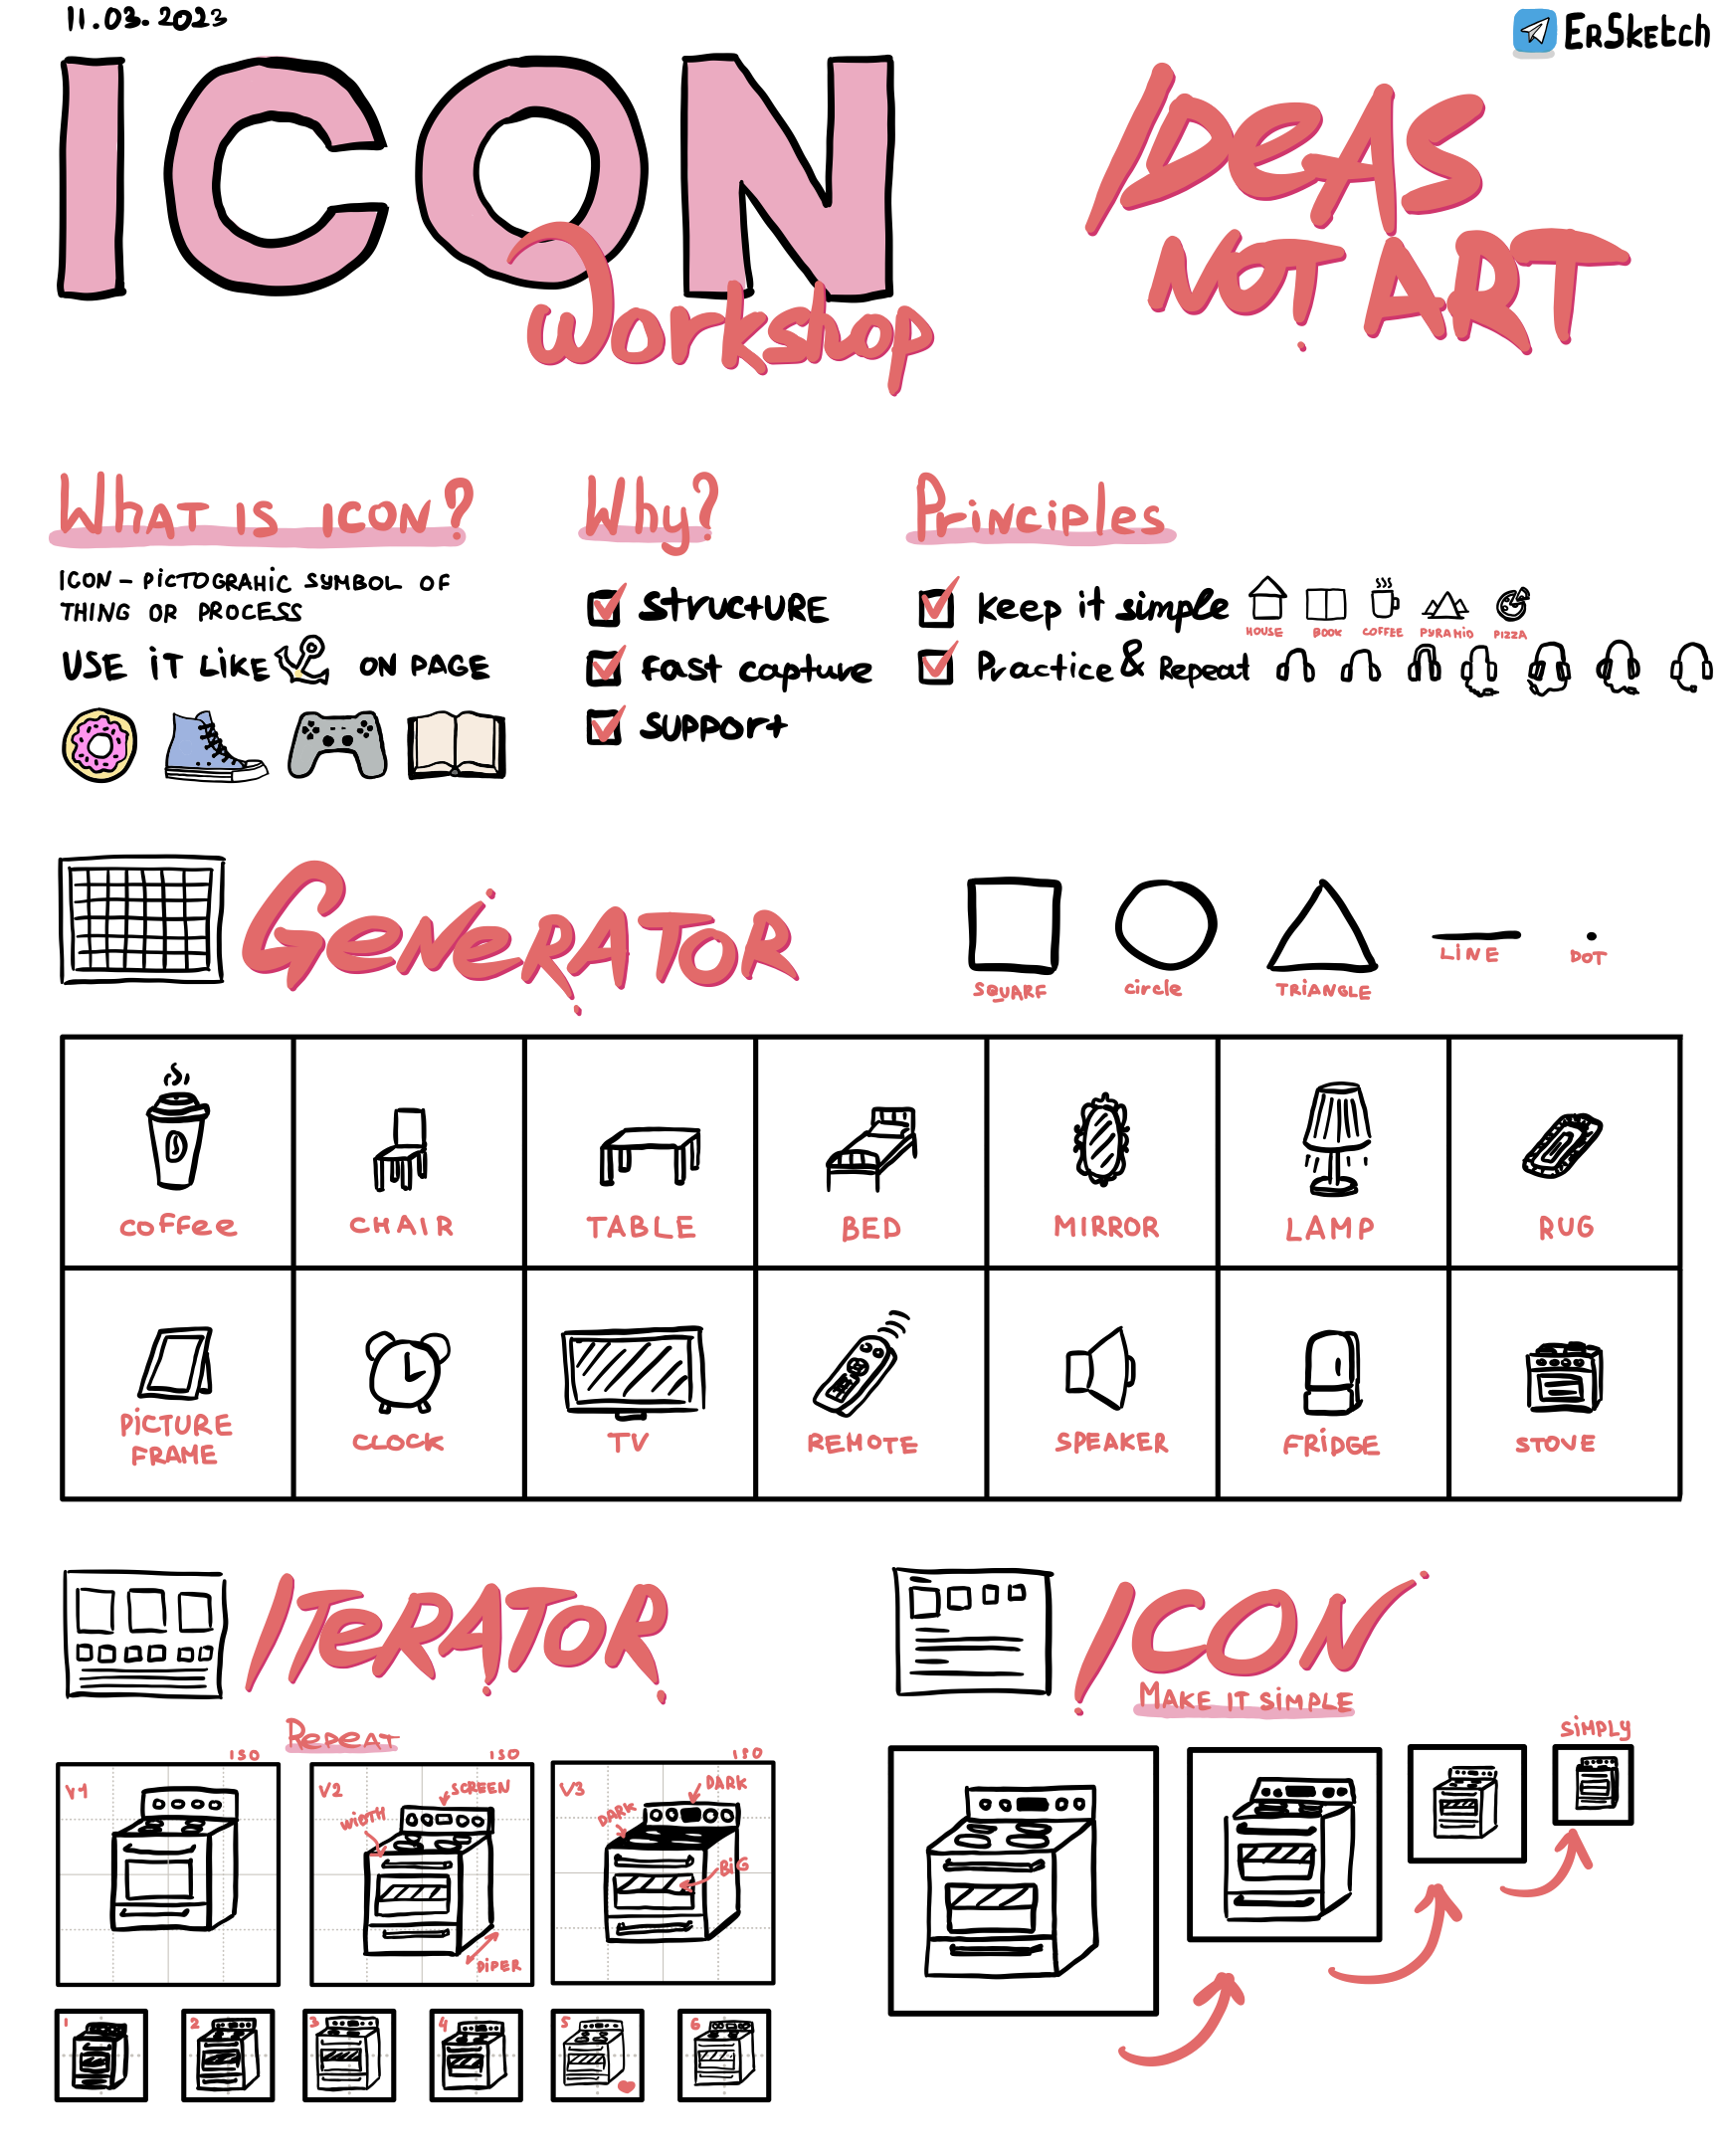 11.03.2023
ErSketch
ICON
workshop
IDEAS
NOT ART
WHAT IS ICON?
ICON – PICTOGRAHIC SYMBOL OF
THING OR PROCESS
USE IT LIKE ON PAGE
Why?
STRUCTURE
FAST CAPTURE
SUPPORT
Principles
KEEP IT SIMPLE
HOUSE BOOK COFFEE PYRAMID PIZZA
Practice & Repeat
GENERATOR
SQUARE circle TRIANGLE LINE DOT
COFFEE CHAIR TABLE BED MIRROR LAMP RUG
PICTURE
FRAME
CLOCK TV REMOTE SPEAKER FRIDGE STOVE
ITERATOR
REPEAT
ISO ISO ISO
V1
V2
WIDTH
SCREEN
DIPER
V3
DARK
DARK
BIG
1 2 3 4 5 6
ICON
MAKE IT SIMPLE
SIMPLY